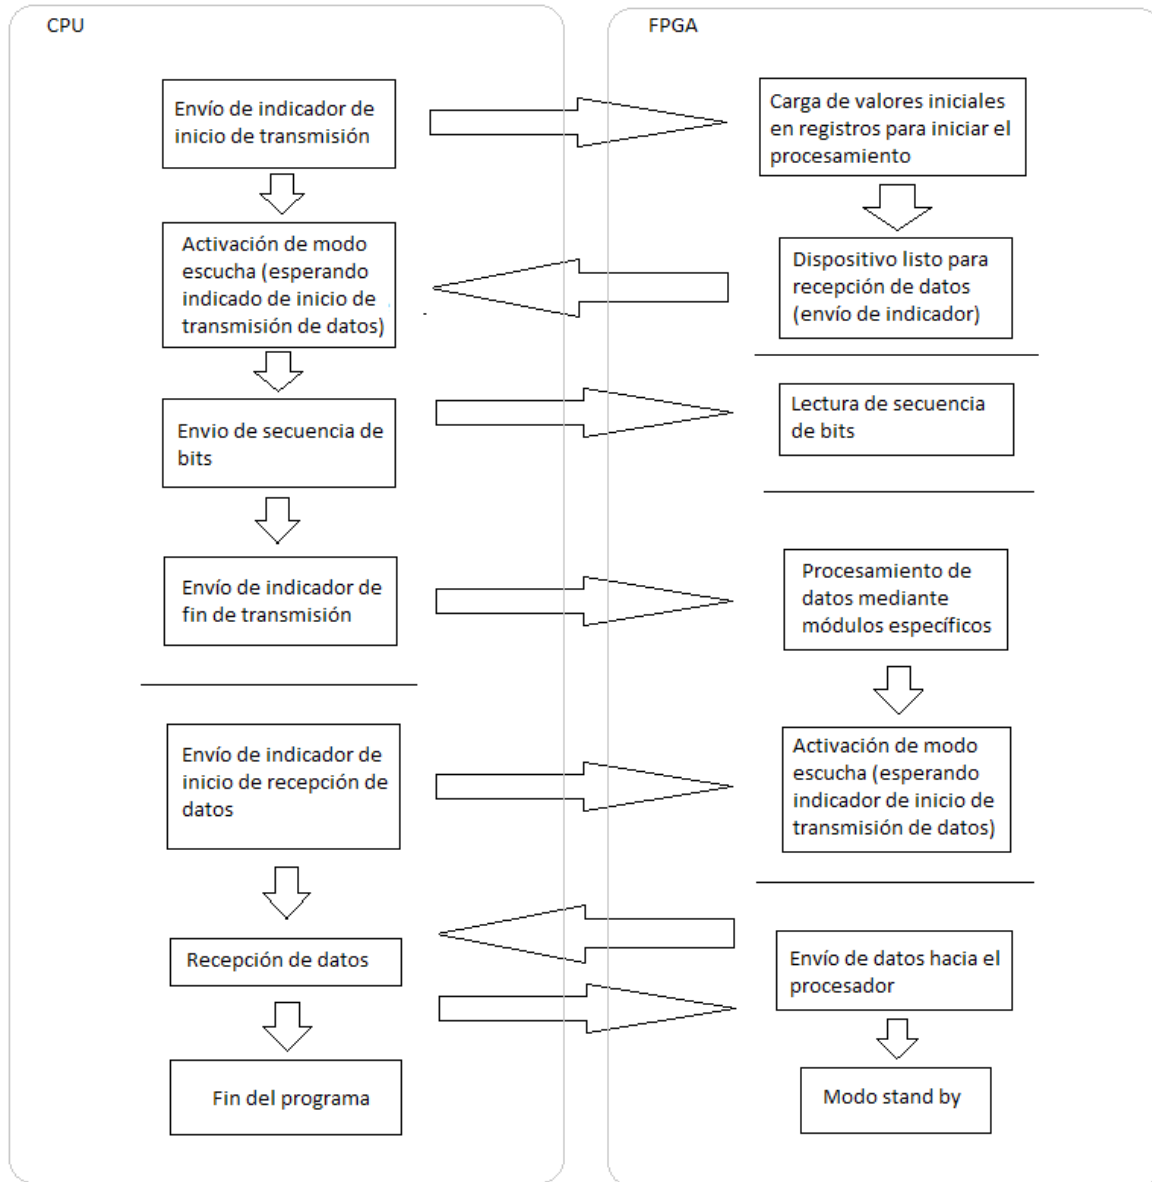 CPU
FPGA
Envío de indicador de
inicio de transmisión
Carga de valores iniciales
en registros para iniciar el
procesamiento
Activación de modo
escucha (esperando
indicado de inicio de
transmisión de datos)
Dispositivo listo para
recepción de datos
(envío de indicador)
Envio de secuencia de
bits
Lectura de secuencia
de bits
Envío de indicador de
fin de transmisión
Procesamiento de
datos mediante
módulos específicos
Envío de indicador de
inicio de recepción de
datos
Activación de modo
escucha (esperando
indicador de inicio de
transmisión de datos)
Recepción de datos
Envío de datos hacia el
procesador
Fin del programa
Modo stand by